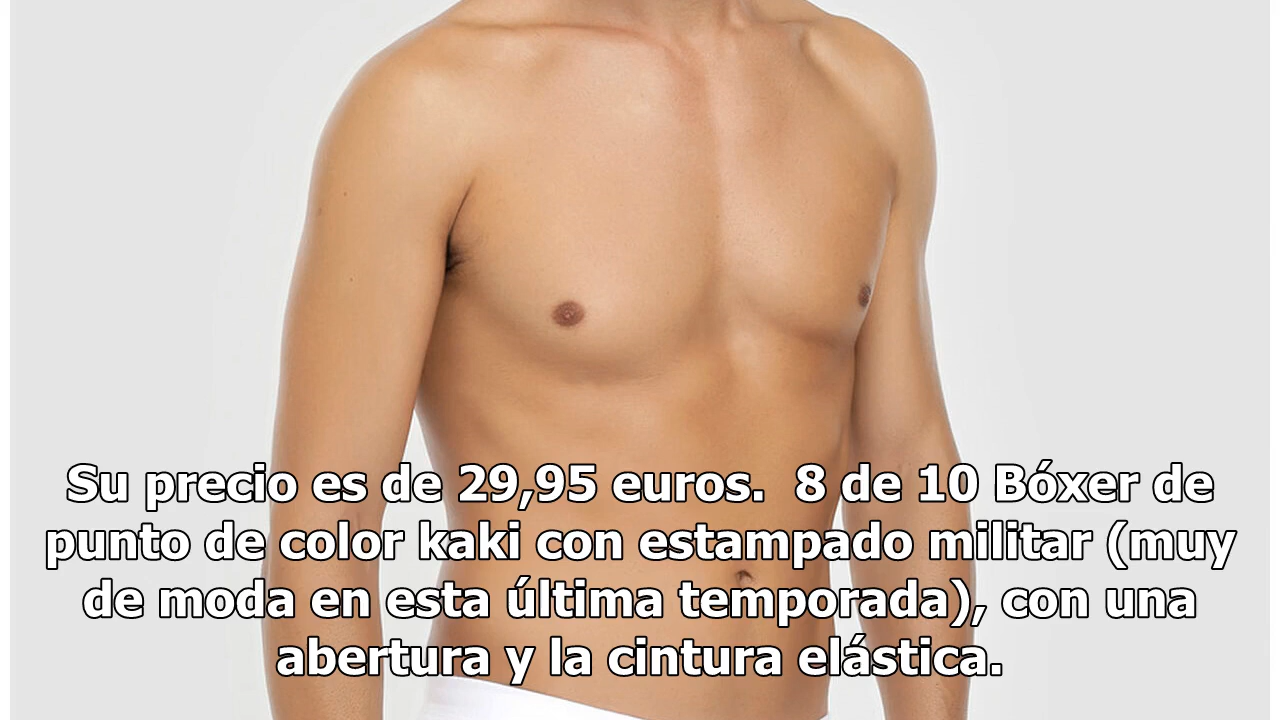 Su precio es de 29,95 euros.  8 de 10 Bóxer de
punto de color kaki con estampado militar (muy
de moda en esta última temporada), con una
abertura y la cintura elástica.